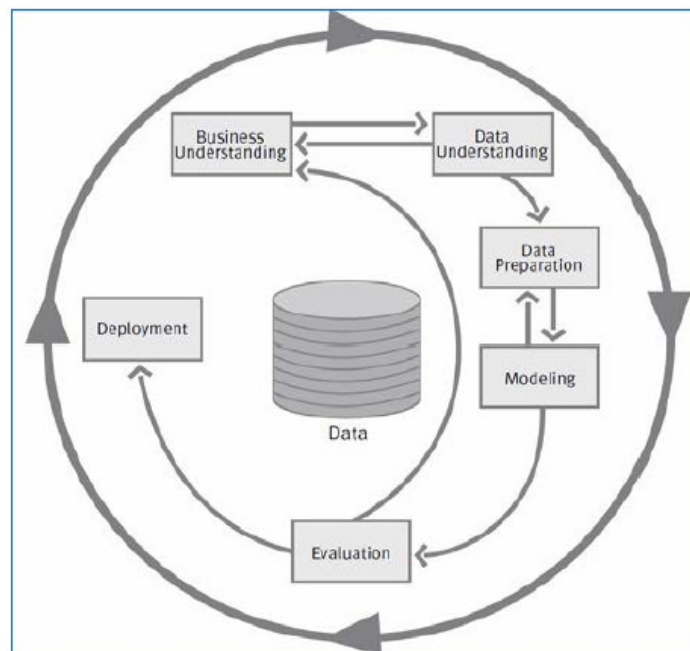 Business
Understanding
Data
Understanding
Data
Preparation
Deployment
Modeling
Data
Evaluation